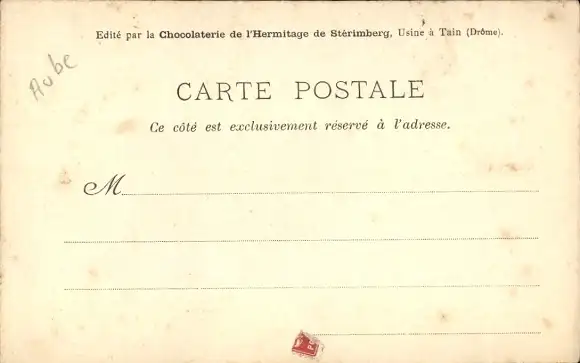 Edité par la Chocolaterie de l'Hermitage de Stérimberg, Usine à Tain (Drôme).
Aube
CARTE POSTALE
Ce côté est exclusivement réservé à l'adresse.
M